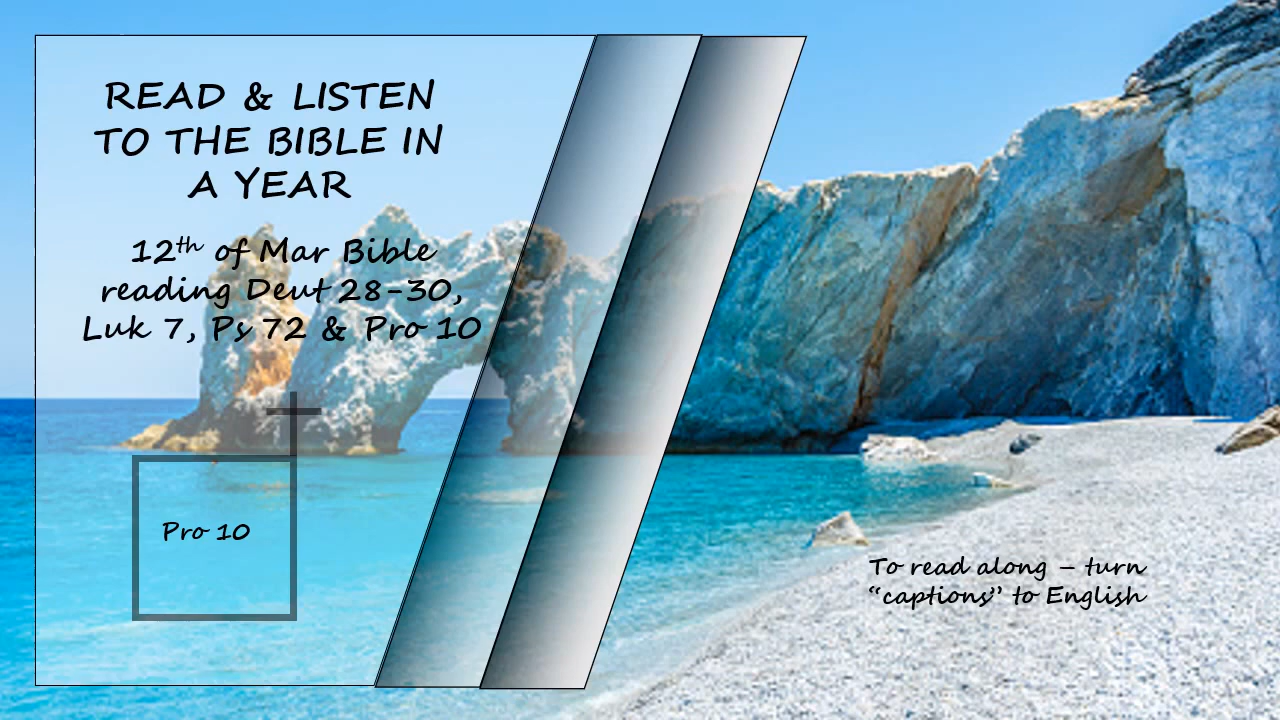 READ & LISTEN
TO THE BIBLE IN
A YEAR
12th of Mar Bible
reading Deut 28-30,
Luk 7, Ps 72 & Pro 10
Pro 10
To read along – turn
“captions” to English